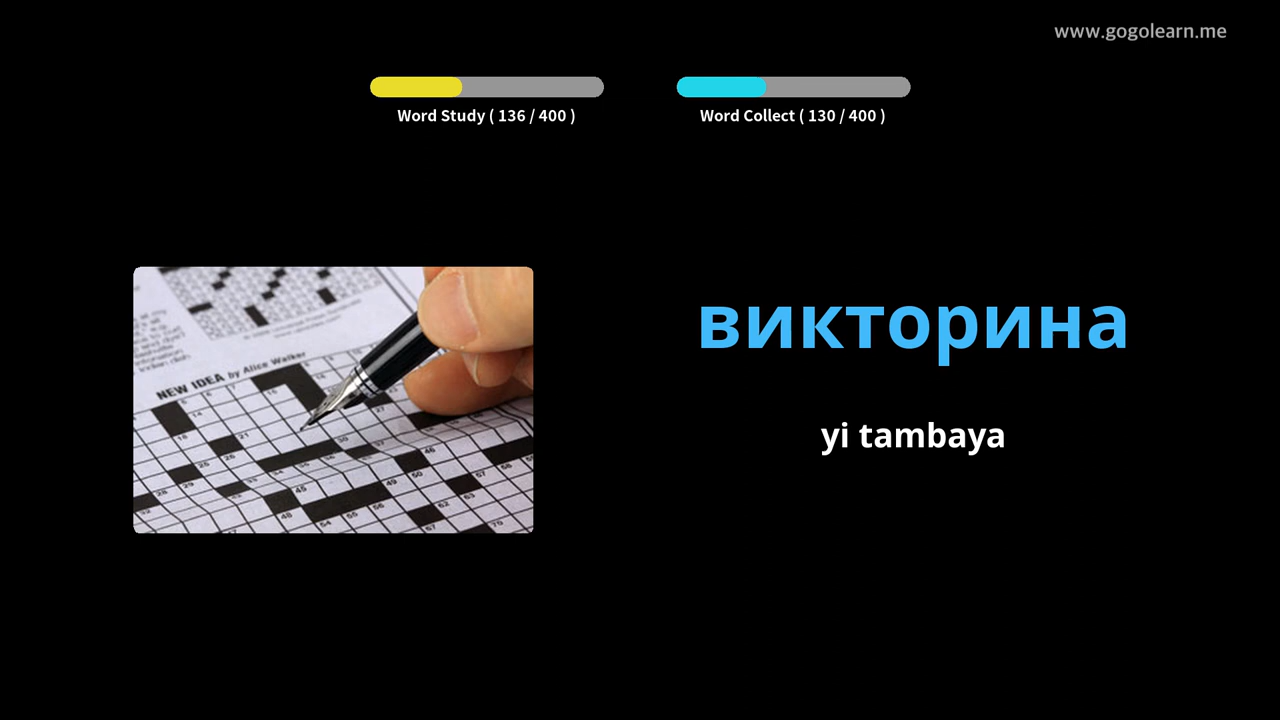 www.gogolearn.me
Word Study ( 136 / 400 )
Word Collect ( 130 / 400 )
NEW IDEA by Alice Walker
викторина
yi tambaya